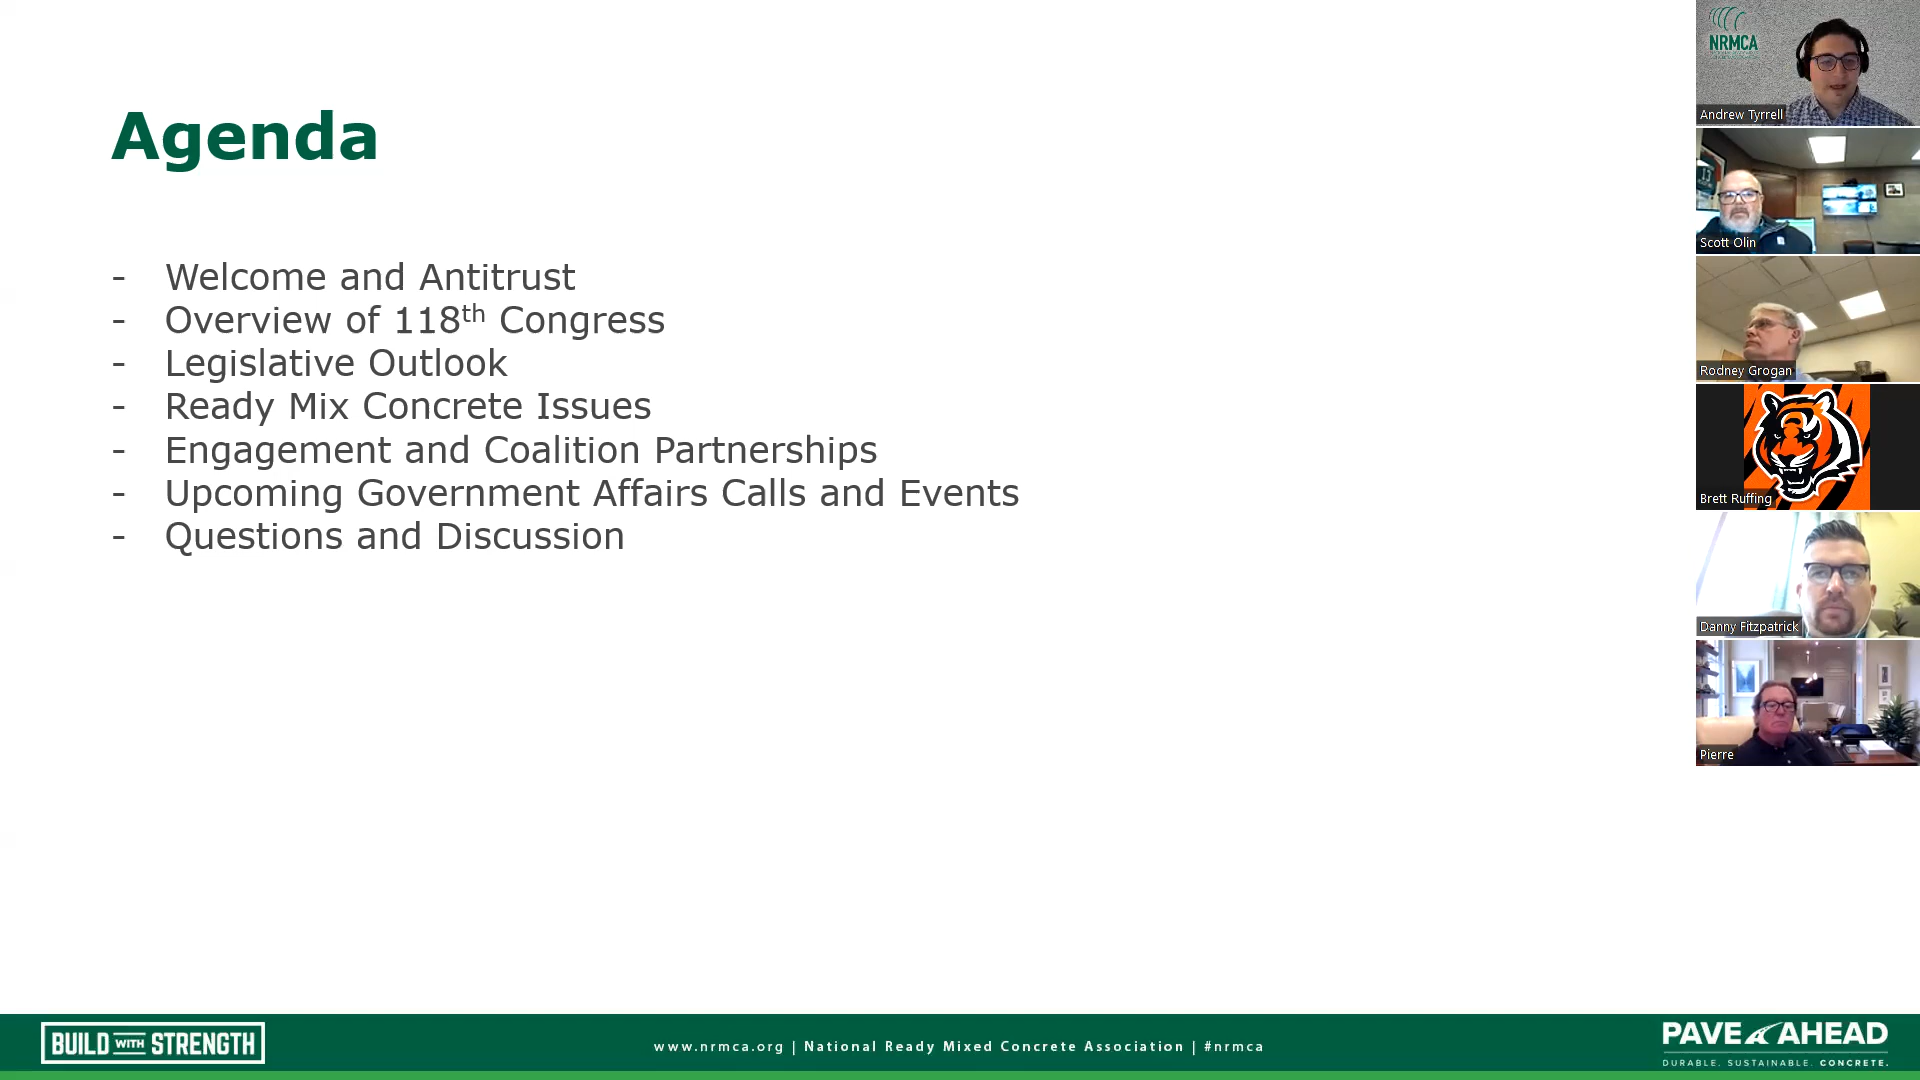 Agenda
- Welcome and Antitrust
- Overview of 118th Congress
- Legislative Outlook
- Ready Mix Concrete Issues
- Engagement and Coalition Partnerships
- Upcoming Government Affairs Calls and Events
- Questions and Discussion
NRMCA
Andrew Tyrrell
13
Scott Olin
Rodney Grogan
Brett Ruffing
Danny Fitzpatrick
Pierre
BUILD WITH STRENGTH
www.nrmca.org | National Ready Mixed Concrete Association | #nrmca
PAVE AHEAD
DURABLE. SUSTAINABLE. CONCRETE.